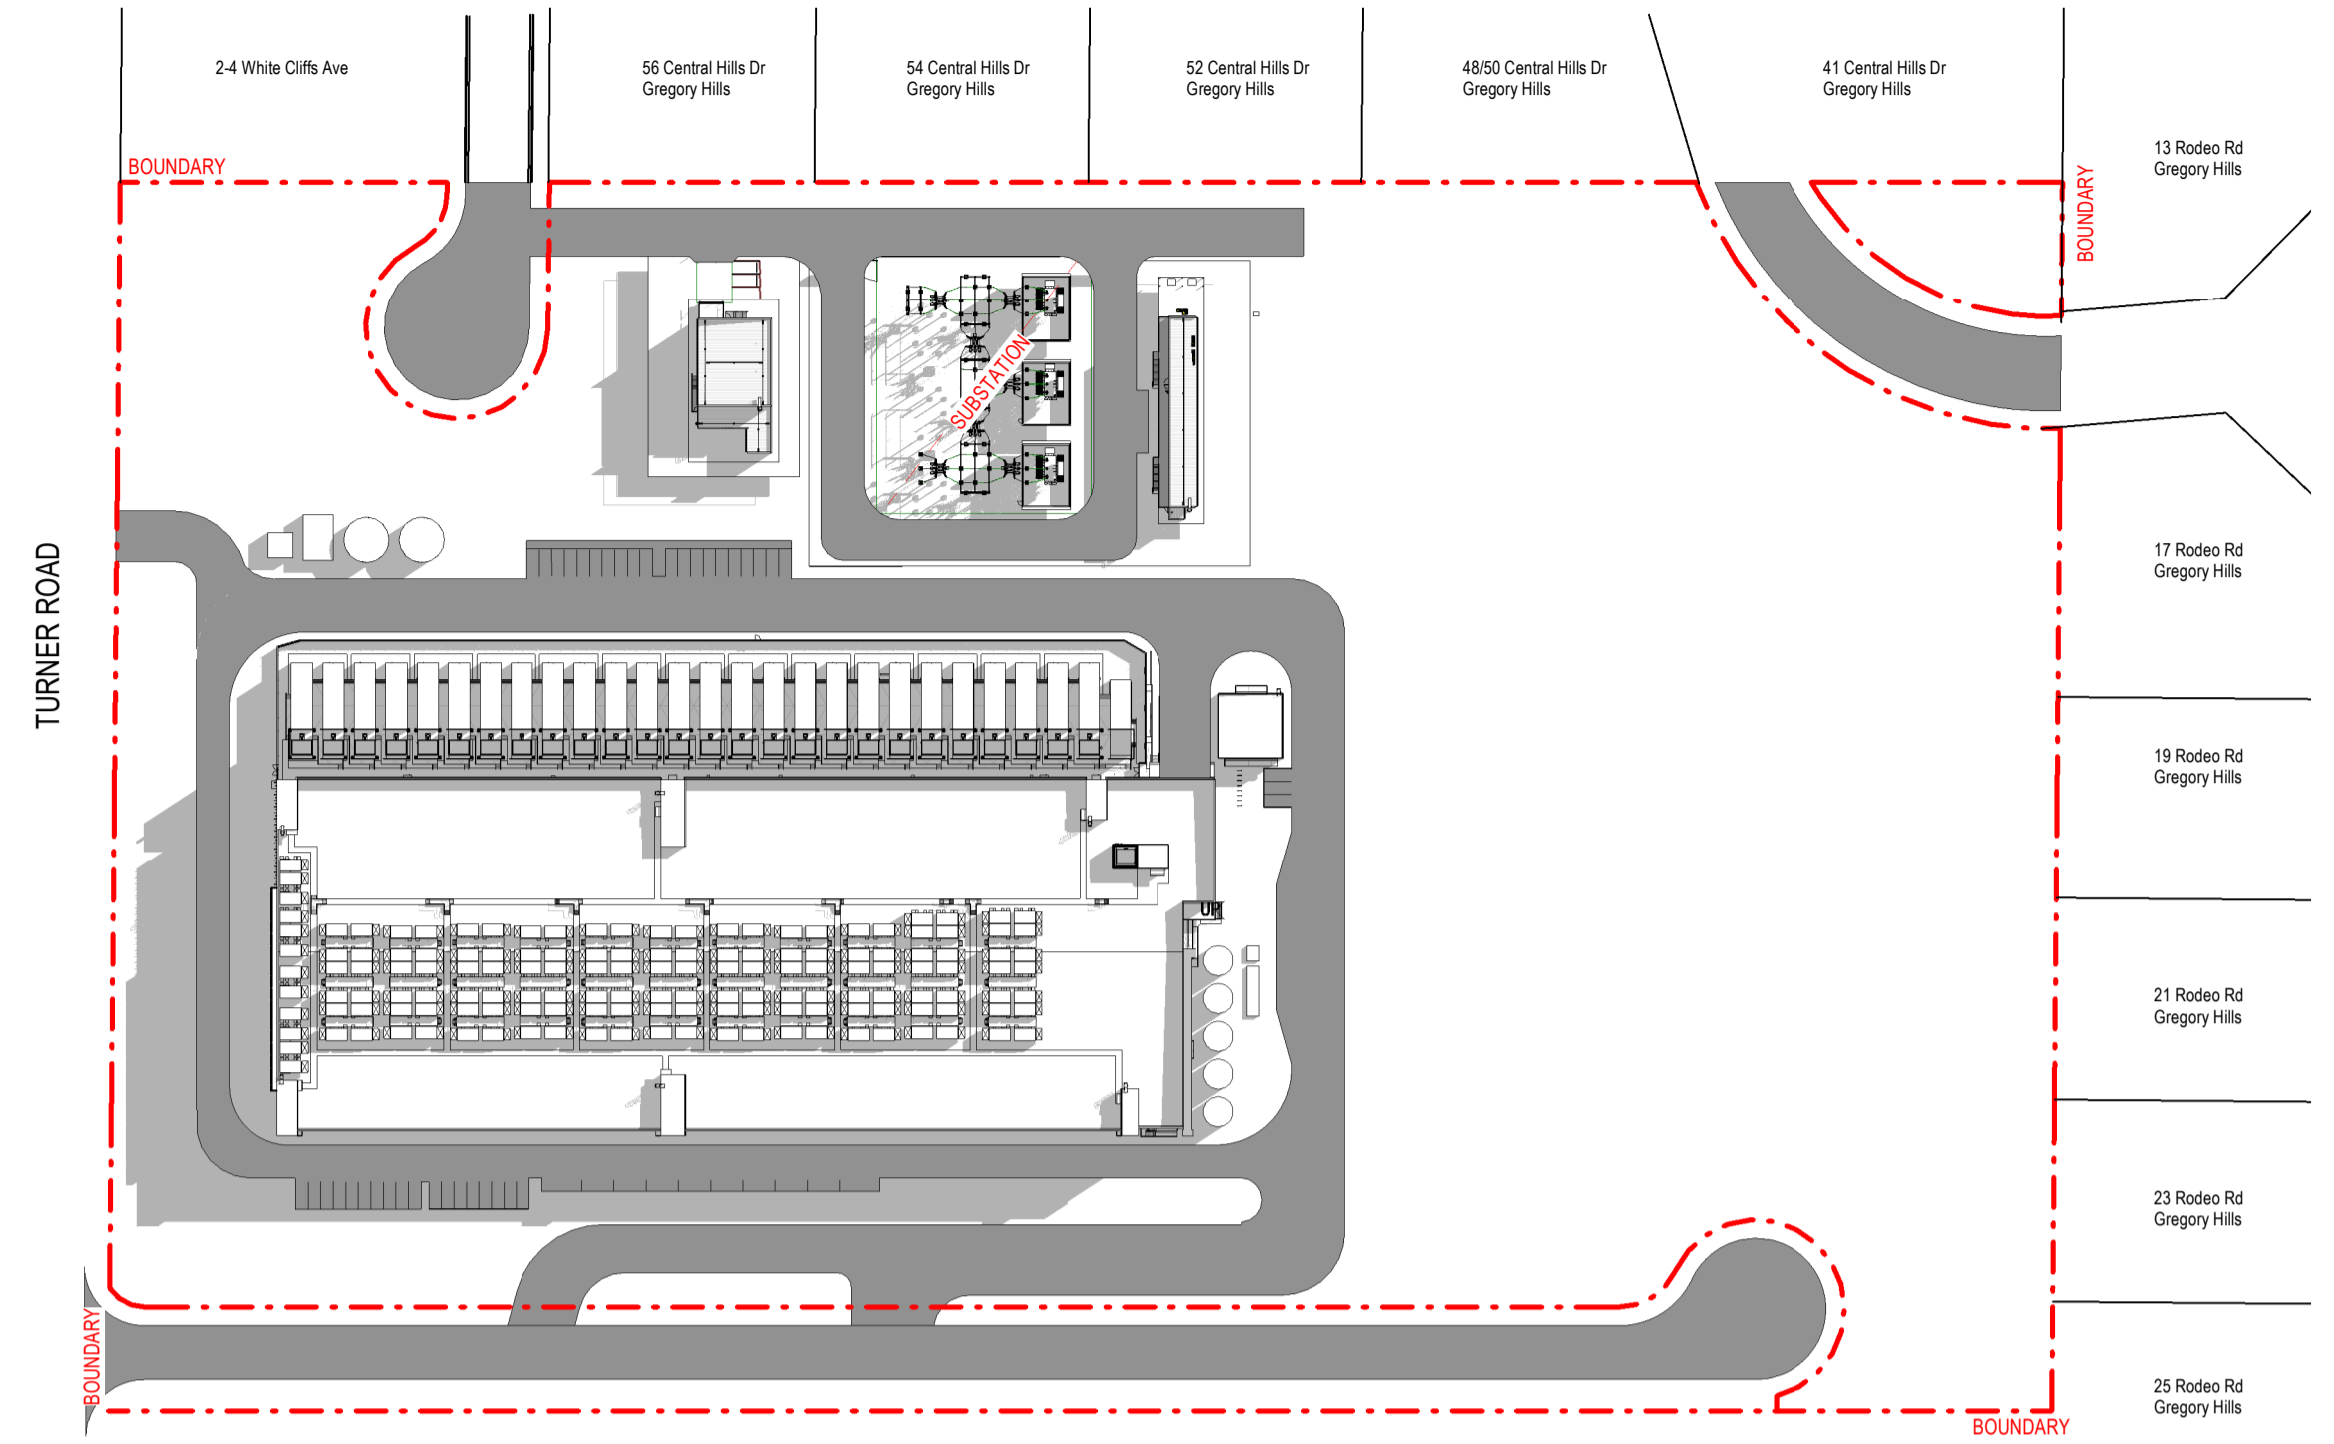 2-4 White Cliffs Ave
56 Central Hills Dr
Gregory Hills
54 Central Hills Dr
Gregory Hills
52 Central Hills Dr
Gregory Hills
48/50 Central Hills Dr
Gregory Hills
41 Central Hills Dr
Gregory Hills
13 Rodeo Rd
Gregory Hills
BOUNDARY
BOUNDARY
SUBSTATION
TURNER ROAD
17 Rodeo Rd
Gregory Hills
19 Rodeo Rd
Gregory Hills
UP
21 Rodeo Rd
Gregory Hills
23 Rodeo Rd
Gregory Hills
BOUNDARY
25 Rodeo Rd
Gregory Hills
BOUNDARY